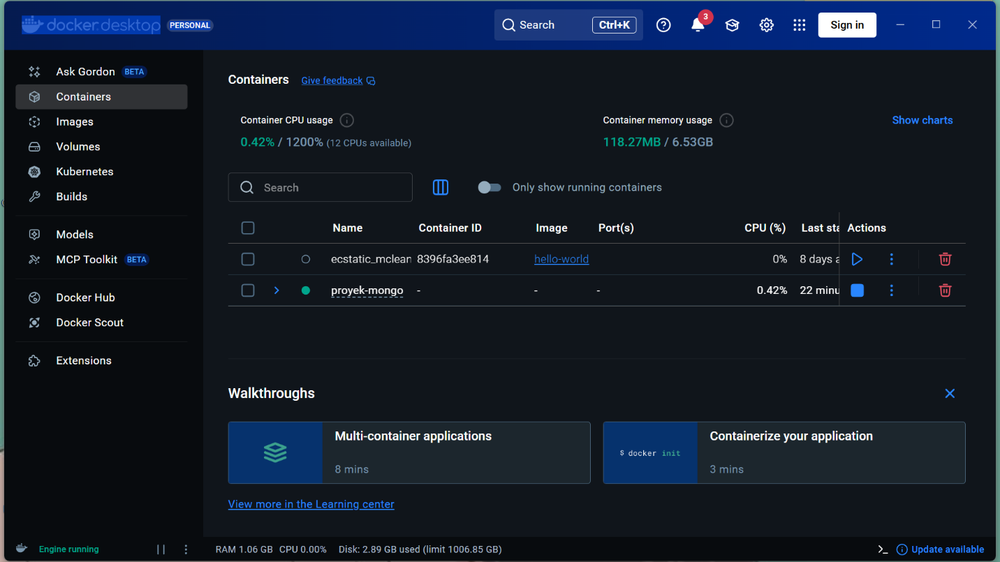 docker.desktop PERSONAL Search Ctrl+K 3 Sign in
Ask Gordon BETA
Containers
Images
Volumes
Kubernetes
Builds
Models
MCP Toolkit BETA
Docker Hub
Docker Scout
Extensions
Containers Give feedback
Container CPU usage
0.42% / 1200% (12 CPUs available)
Container memory usage
118.27MB / 6.53GB
Show charts
Search
Only show running containers
Name Container ID Image Port(s) CPU (%) Last sta Actions
ecstatic_mclean 8396fa3ee814 hello-world 0% 8 days a
proyek-mongo - - - 0.42% 22 minu
Walkthroughs
Multi-container applications
8 mins
$ docker init
Containerize your application
3 mins
View more in the Learning center
Engine running RAM 1.06 GB CPU 0.00% Disk: 2.89 GB used (limit 1006.85 GB) Update available